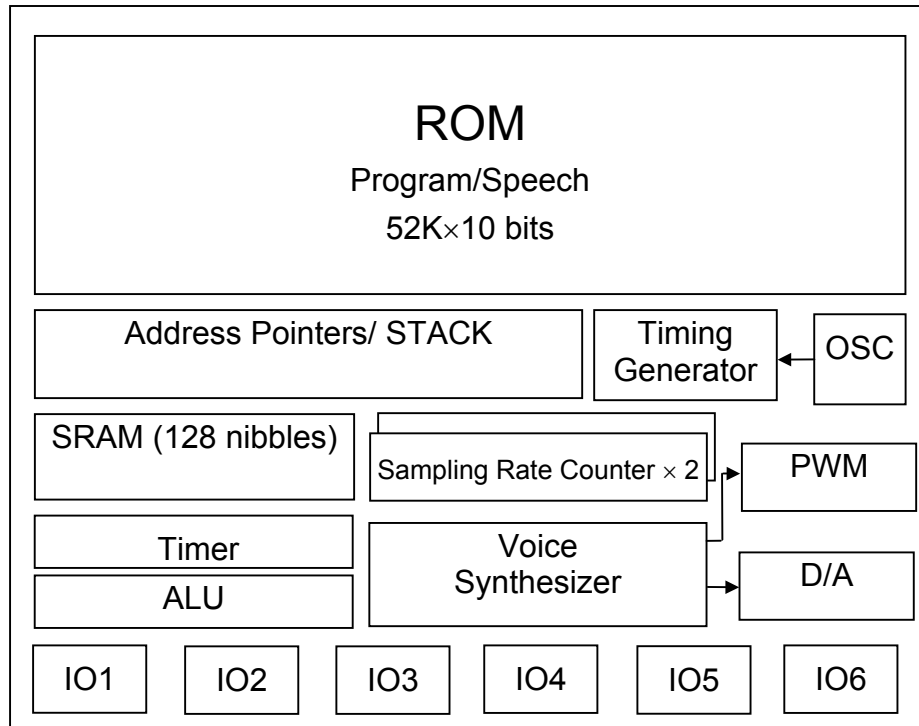 ROM
Program/Speech
52K×10 bits
Address Pointers/ STACK
Timing
Generator
OSC
SRAM (128 nibbles)
Sampling Rate Counter × 2
PWM
Timer
Voice
Synthesizer
D/A
ALU
IO1
IO2
IO3
IO4
IO5
IO6